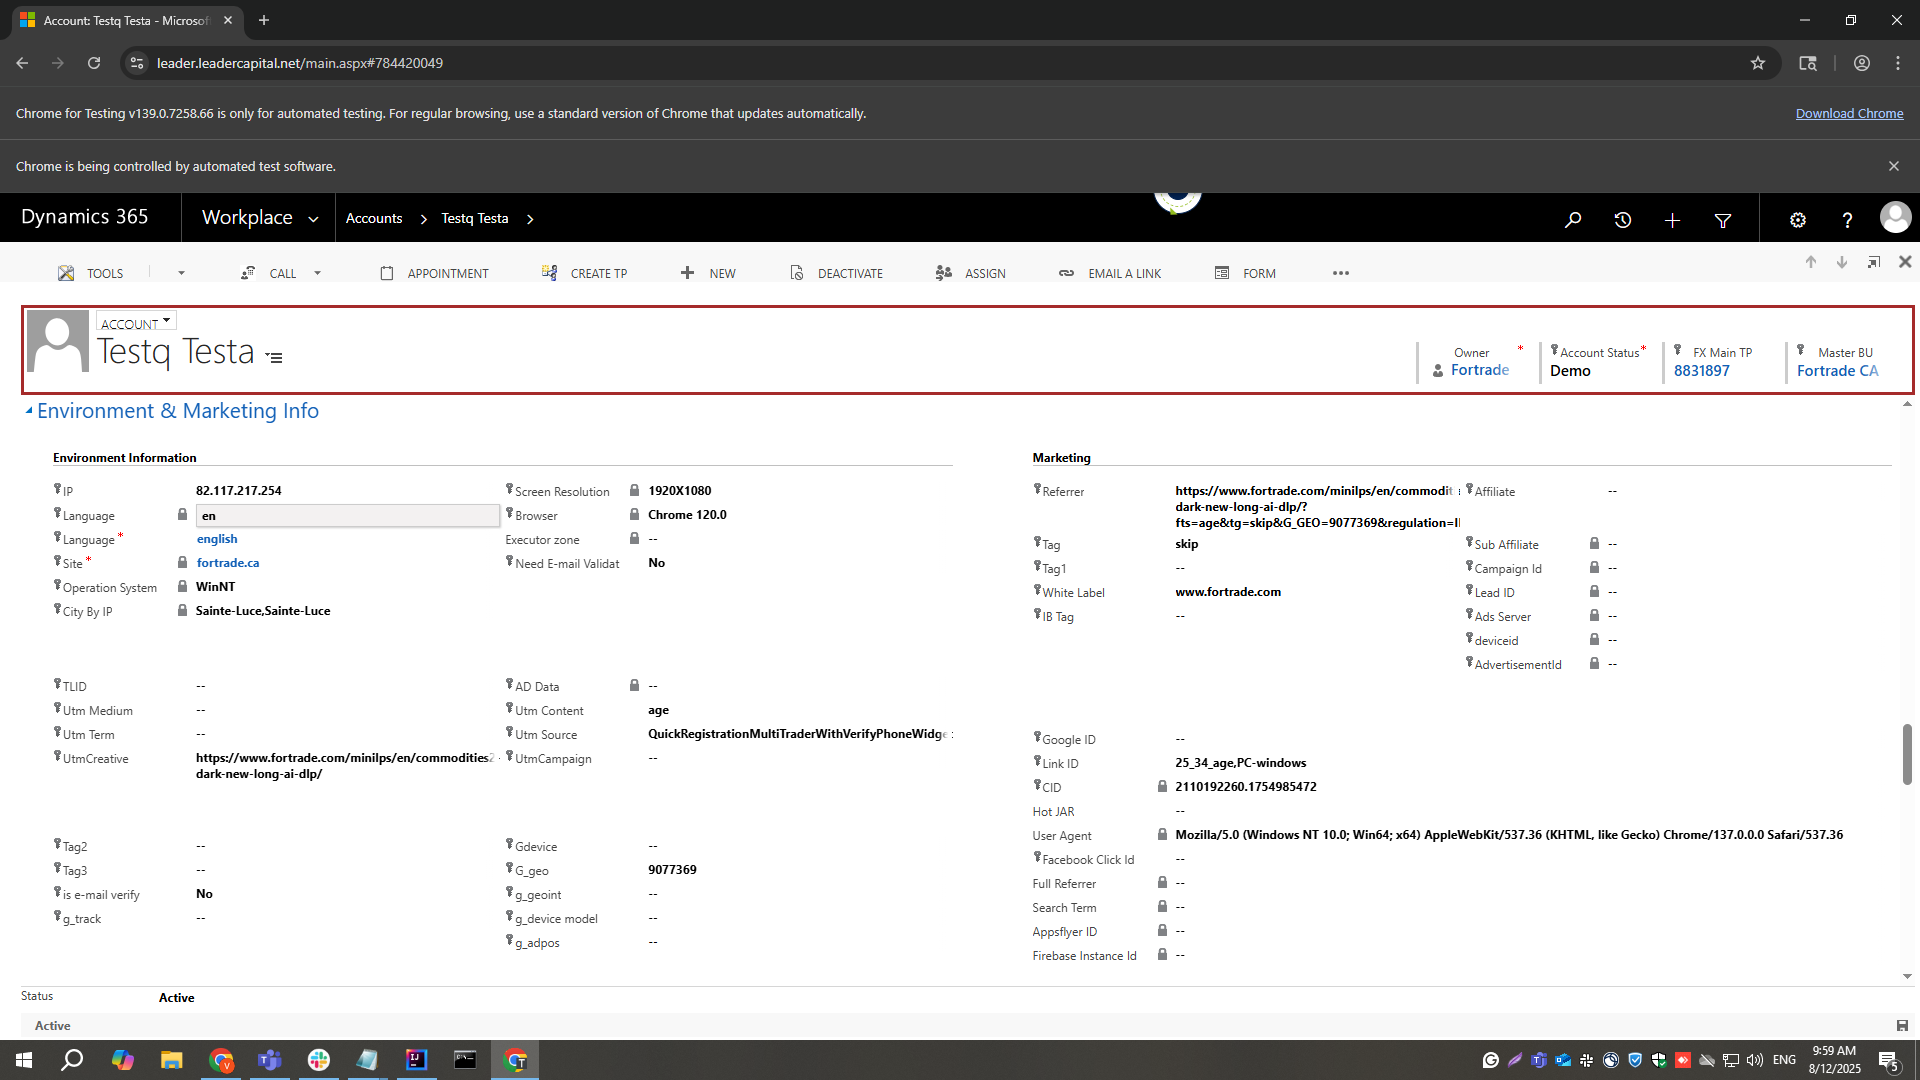 Account: Testq Testa - Microsof
leader.leadercapital.net/main.aspx#784420049
Chrome for Testing v139.0.7258.66 is only for automated testing. For regular browsing, use a standard version of Chrome that updates automatically.
Download Chrome
Chrome is being controlled by automated test software.
Dynamics 365
Workplace
Accounts
Testq Testa
TOOLS
CALL
APPOINTMENT
CREATE TP
NEW
DEACTIVATE
ASSIGN
EMAIL A LINK
FORM
ACCOUNT
Testq Testa
Owner *
Fortrade
Account Status *
Demo
FX Main TP
8831897
Master BU
Fortrade CA
Environment & Marketing Info
Environment Information
IP 82.117.217.254
Language en
Language * english
Site * fortrade.ca
Operation System WinNT
City By IP Sainte-Luce,Sainte-Luce
Screen Resolution 1920X1080
Browser Chrome 120.0
Executor zone --
Need E-mail Validat No
TLID --
Utm Medium --
Utm Term --
UtmCreative https://www.fortrade.com/minilps/en/commodities2-
dark-new-long-ai-dlp/
AD Data --
Utm Content age
Utm Source QuickRegistrationMultiTraderWithVerifyPhoneWidge
UtmCampaign --
Tag2 --
Tag3 --
is e-mail verify No
g_track --
Gdevice --
G_geo 9077369
g_geoint --
g_device model --
g_adpos --
Marketing
Referrer https://www.fortrade.com/minilps/en/commodit
dark-new-long-ai-dlp/?
fts=age&tg=skip&G_GEO=9077369&regulation=II
Tag skip
Tag1 --
White Label www.fortrade.com
IB Tag --
Affiliate --
Sub Affiliate --
Campaign Id --
Lead ID --
Ads Server --
deviceid --
AdvertisementId --
Google ID --
Link ID 25_34_age,PC-windows
CID 2110192260.1754985472
Hot JAR --
User Agent Mozilla/5.0 (Windows NT 10.0; Win64; x64) AppleWebKit/537.36 (KHTML, like Gecko) Chrome/137.0.0.0 Safari/537.36
Facebook Click Id --
Full Referrer --
Search Term --
Appsflyer ID --
Firebase Instance Id --
Status Active
Active
ENG
9:59 AM
8/12/2025
5